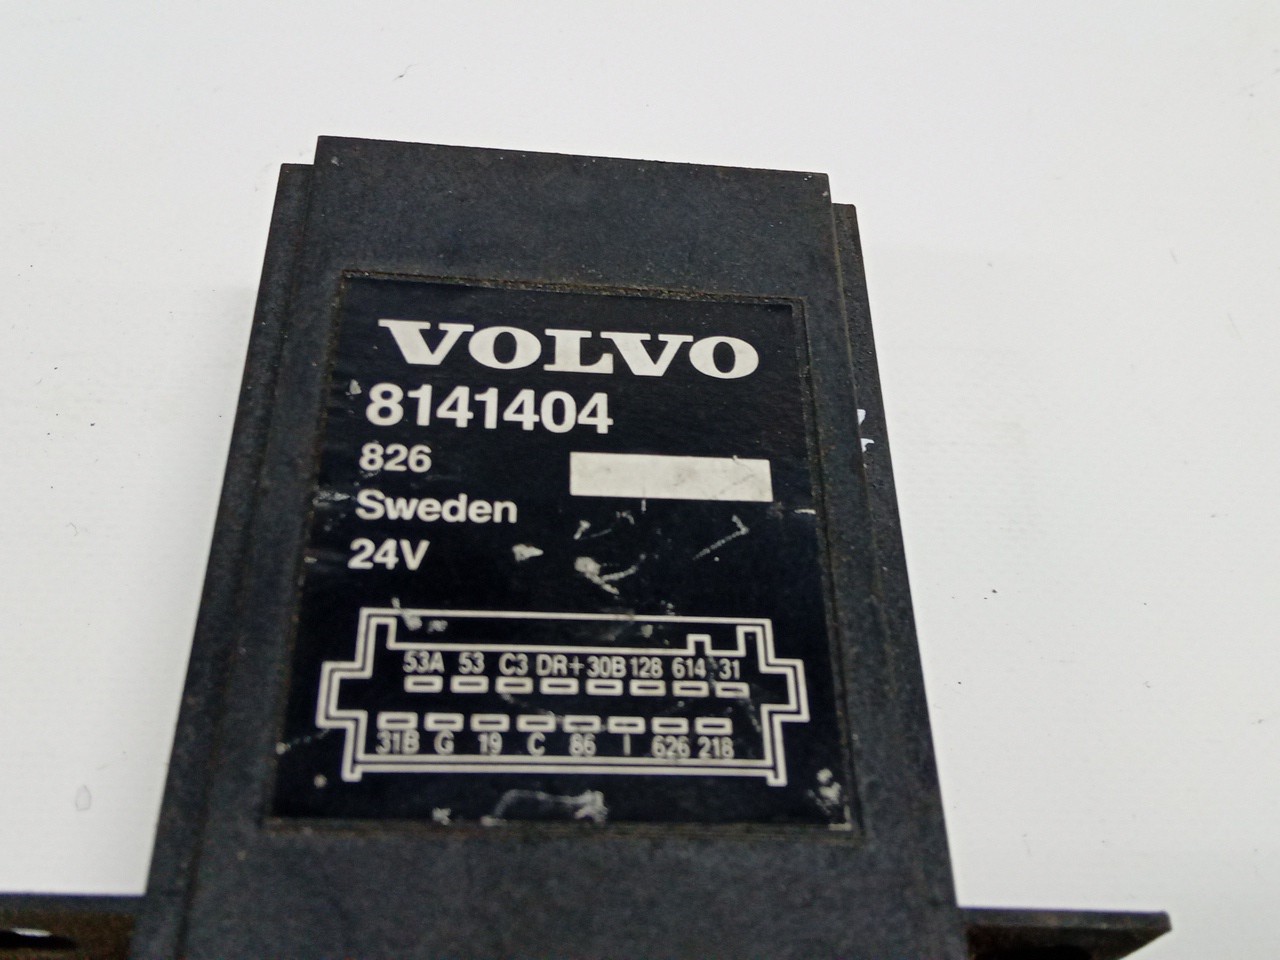 VOLVO
8141404
826
Sweden
24V
53A 53 C3 DR+ 30B 128 614 31
31B G 19 C 86 I 626 218